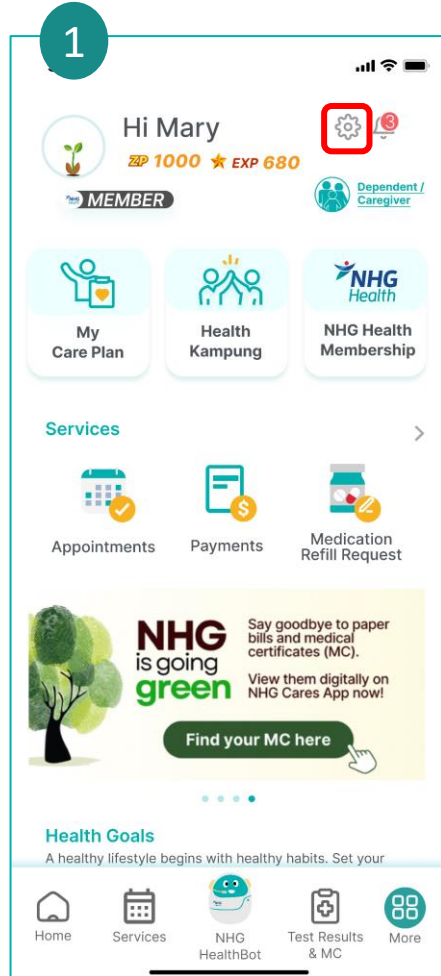 1
Hi Mary
3
ZP 1000 EXP 680
NHG MEMBER
Dependent /
Caregiver
My
Care Plan
Health
Kampung
NHG
Health
NHG Health
Membership
Services
Appointments
Payments
Medication
Refill Request
NHG
is going
green
Say goodbye to paper
bills and medical
certificates (MC).
View them digitally on
NHG Cares App now!
Find your MC here
Health Goals
A healthy lifestyle begins with healthy habits. Set your
Home
Services
NHG
HealthBot
Test Results
& MC
More